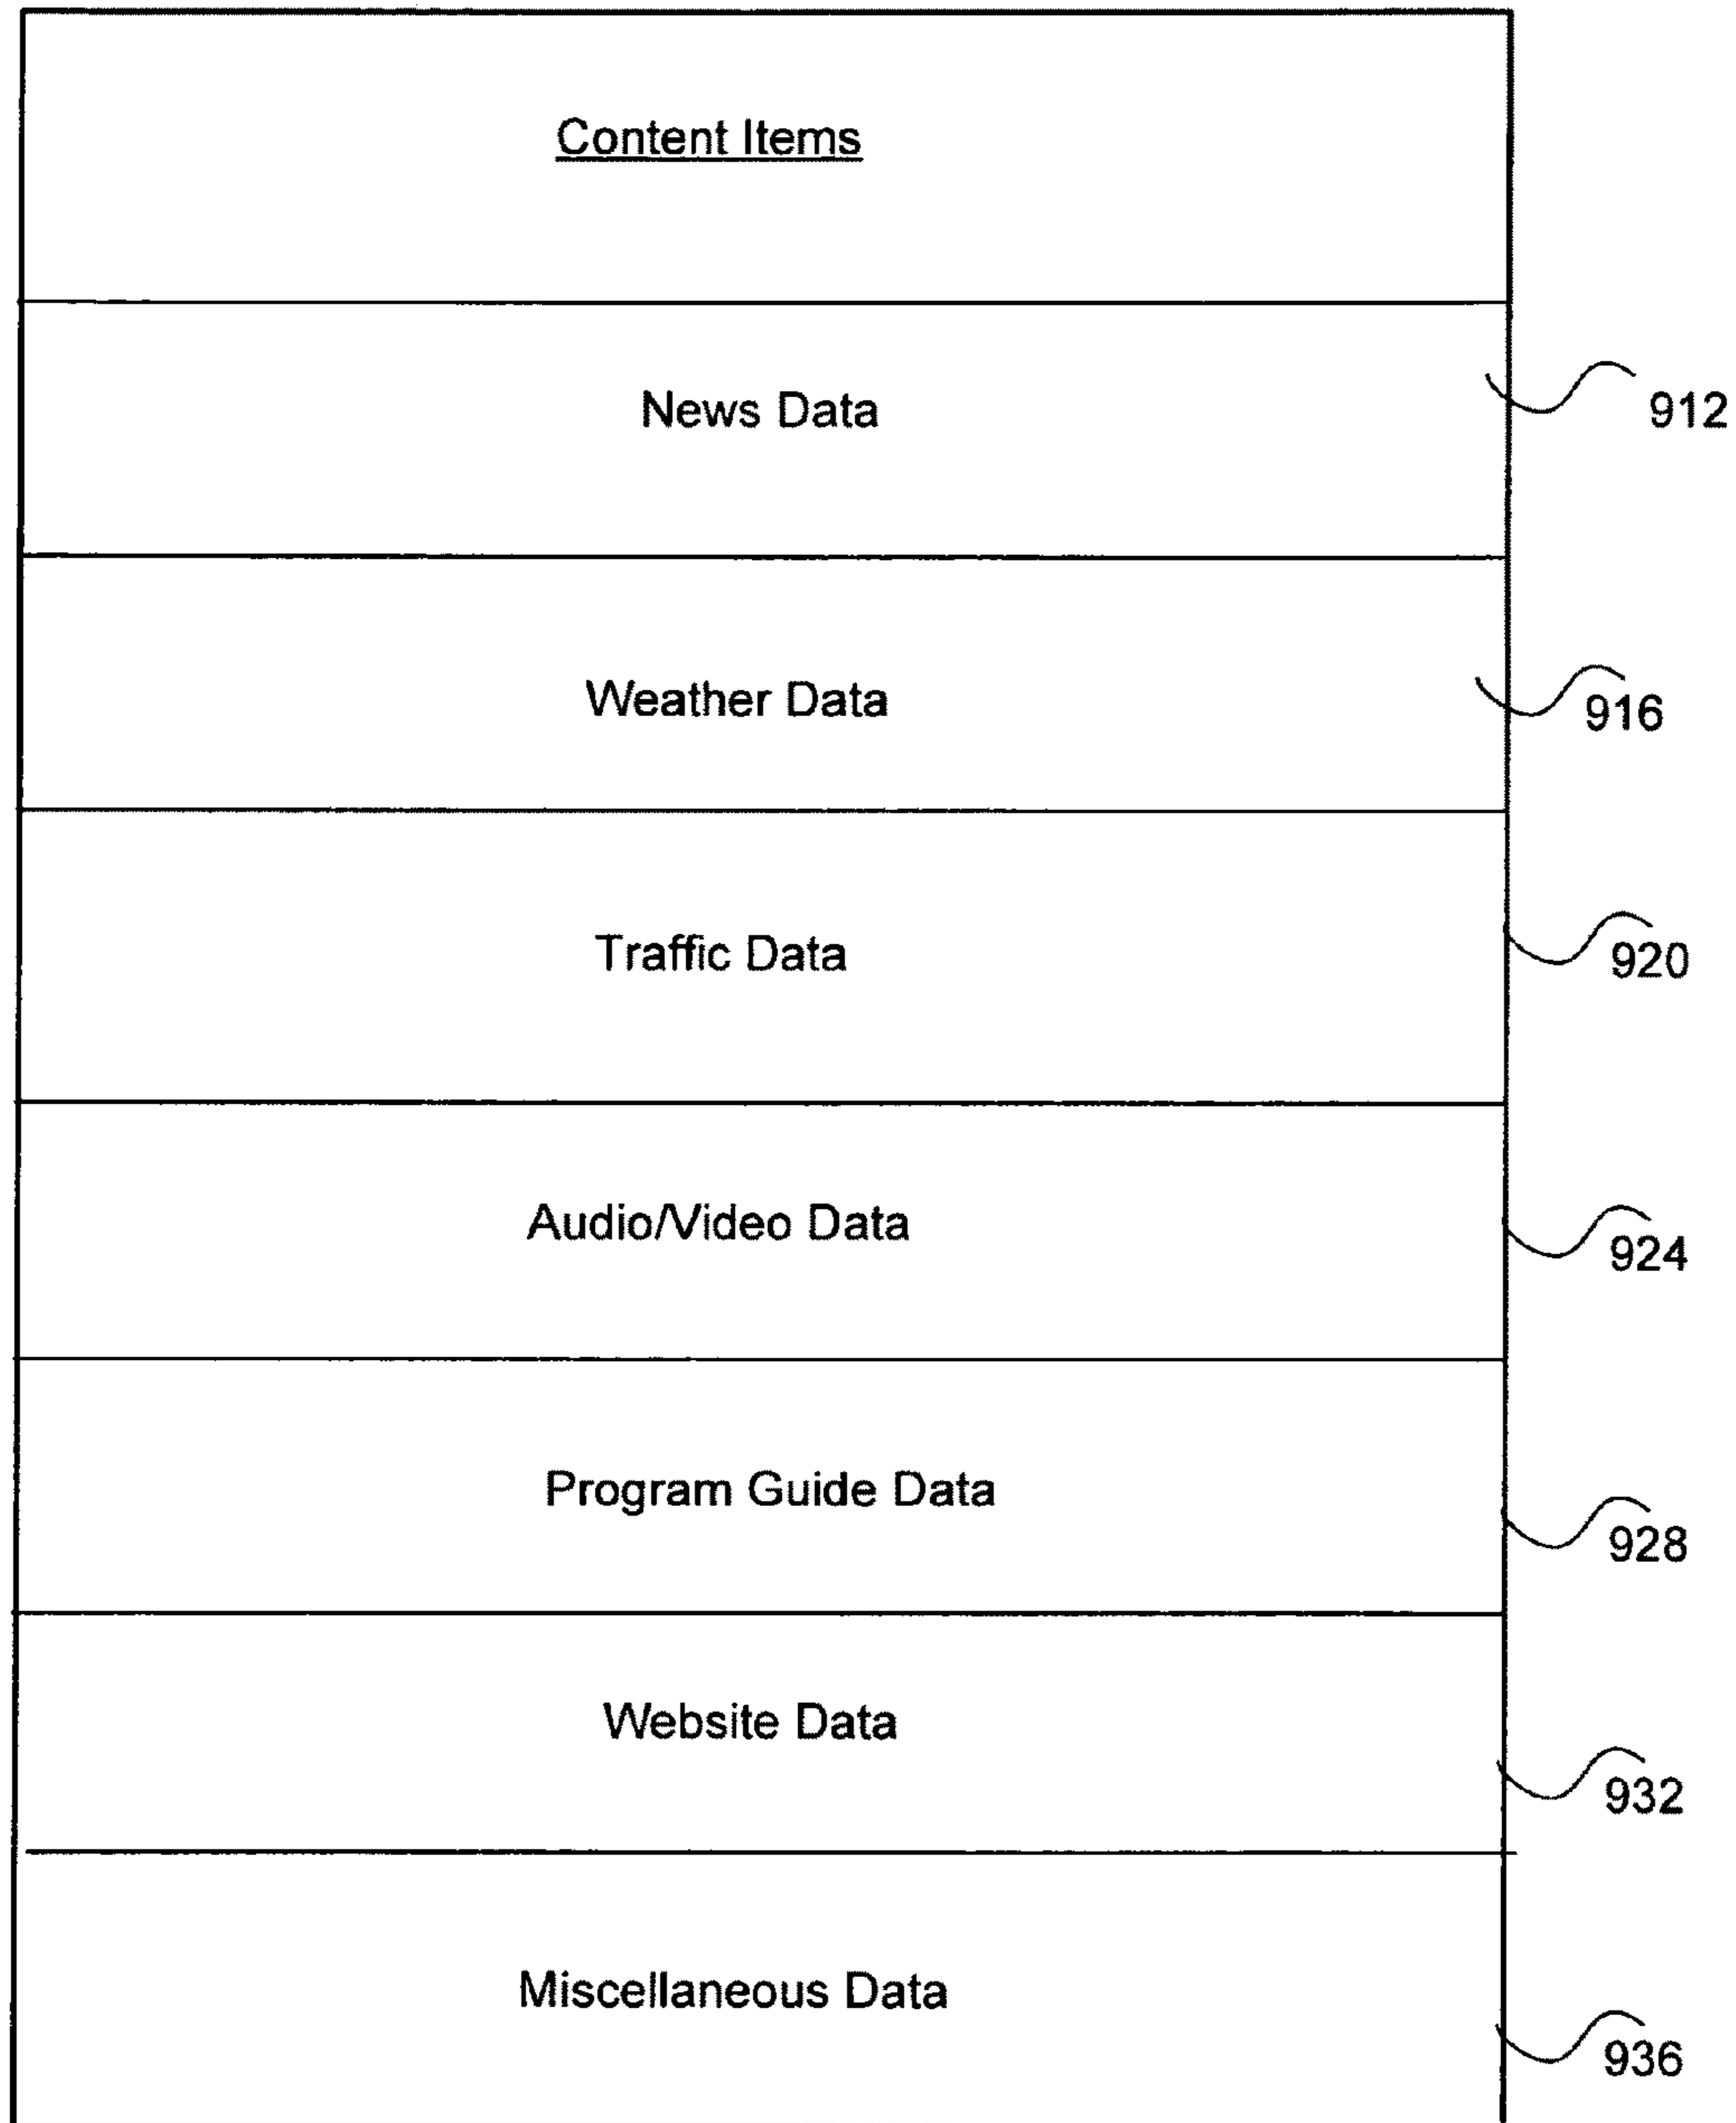 Content Items
News Data
912
Weather Data
916
Traffic Data
920
Audio/Video Data
924
Program Guide Data
928
Website Data
932
Miscellaneous Data
936